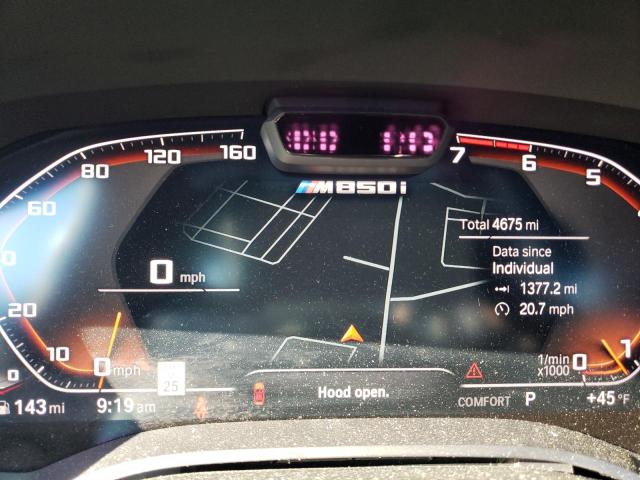 80 120 160
7 6 5
M850i
60
0 mph
Total 4675 mi
Data since
Individual
1377.2 mi
20.7 mph
20
10
0 mph
25
0
1/min
x1000
0 1
Hood open.
143 mi
9:19 am
COMFORT P
+45 °F